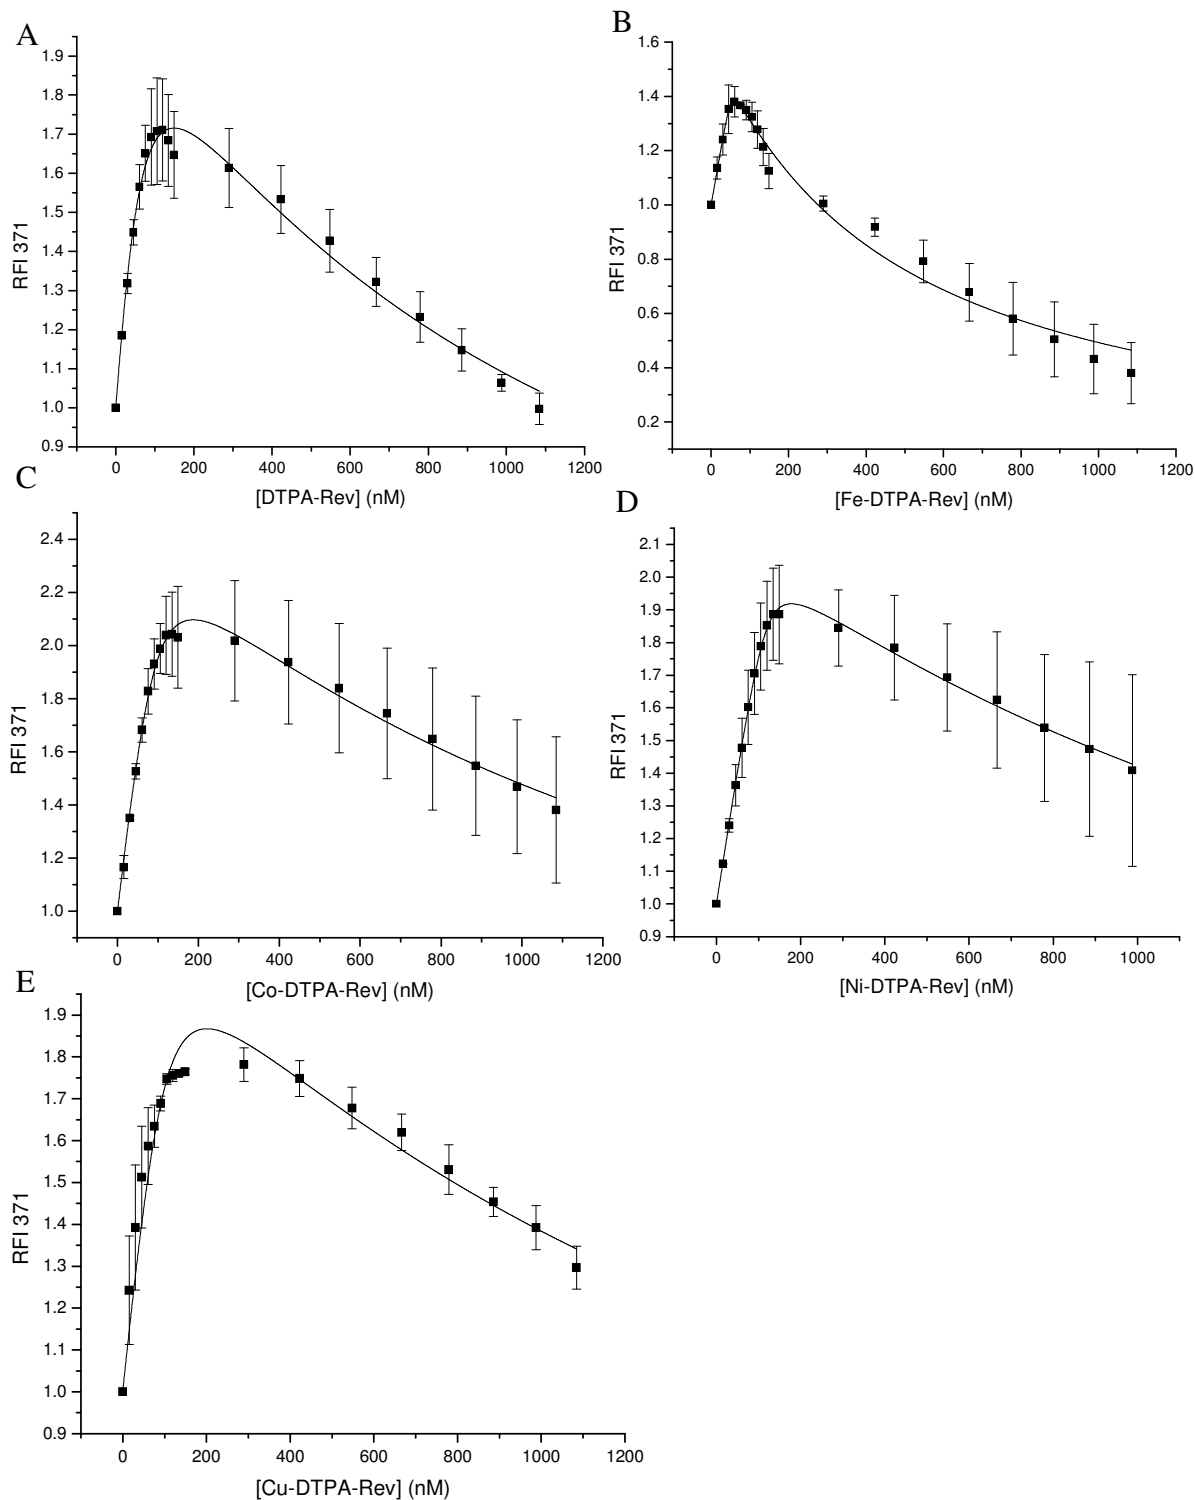 A
RFI 371
1.9
1.8
1.7
1.6
1.5
1.4
1.3
1.2
1.1
1.0
0.9
0 200 400 600 800 1000 1200
[DTPA-Rev] (nM)
B
RFI 371
1.6
1.4
1.2
1.0
0.8
0.6
0.4
0.2
0 200 400 600 800 1000 1200
[Fe-DTPA-Rev] (nM)
C
RFI 371
2.4
2.2
2.0
1.8
1.6
1.4
1.2
1.0
0 200 400 600 800 1000 1200
[Co-DTPA-Rev] (nM)
D
RFI 371
2.1
2.0
1.9
1.8
1.7
1.6
1.5
1.4
1.3
1.2
1.1
1.0
0.9
0 200 400 600 800 1000
[Ni-DTPA-Rev] (nM)
E
RFI 371
1.9
1.8
1.7
1.6
1.5
1.4
1.3
1.2
1.1
1.0
0.9
0 200 400 600 800 1000 1200
[Cu-DTPA-Rev] (nM)